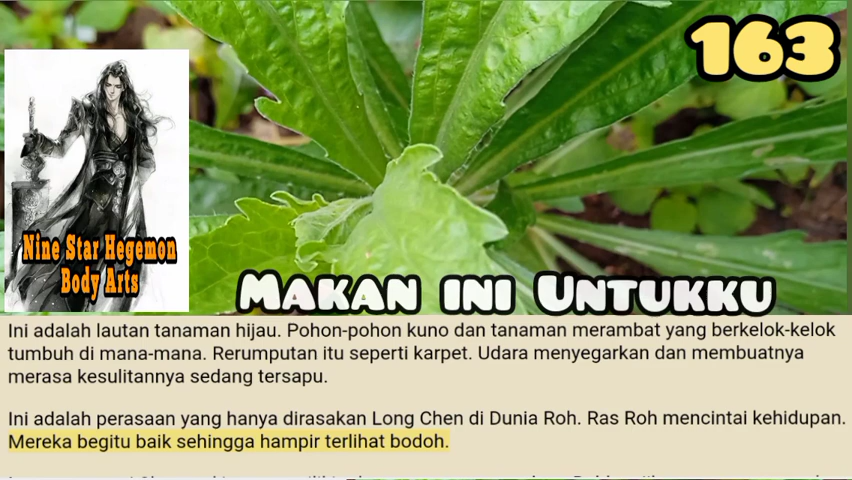 163
Nine Star Hegemon
Body Arts
Makan ini Untukku
Ini adalah lautan tanaman hijau. Pohon-pohon kuno dan tanaman merambat yang berkelok-kelok
tumbuh di mana-mana. Rerumputan itu seperti karpet. Udara menyegarkan dan membuatnya
merasa kesulitannya sedang tersapu.
Ini adalah perasaan yang hanya dirasakan Long Chen di Dunia Roh. Ras Roh mencintai kehidupan.
Mereka begitu baik sehingga hampir terlihat bodoh.